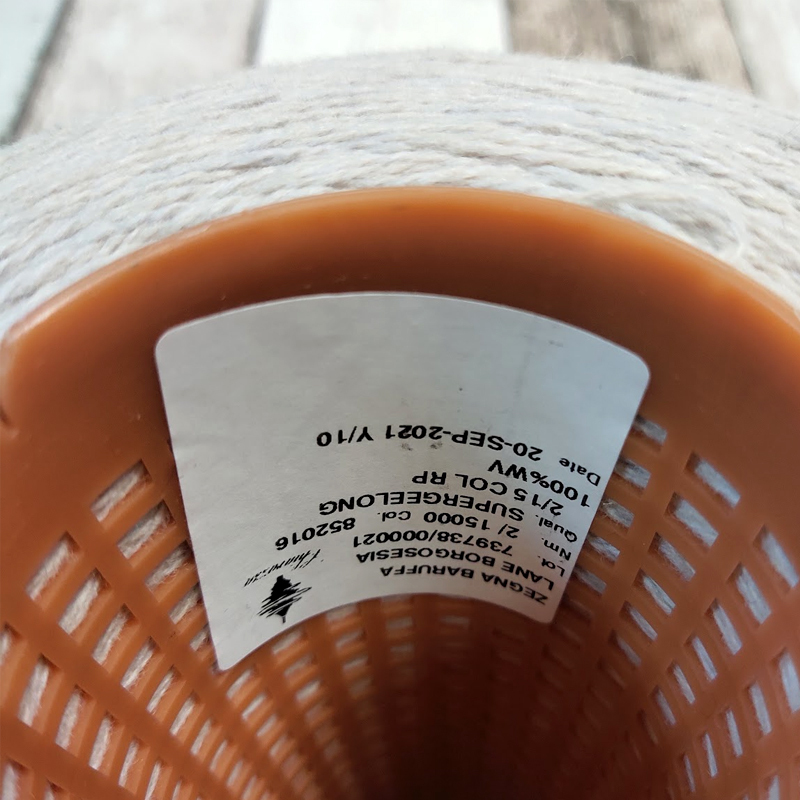 ZEGNA BARUFFA
LANE BORGOSESIA
Chiavazza
Lot. 739738/000021
Nm. 2/ 15000 Col. 852016
Qual. SUPERGEELONG
2/15 COL RP
100%WV
Date 20-SEP-2021 Y/10